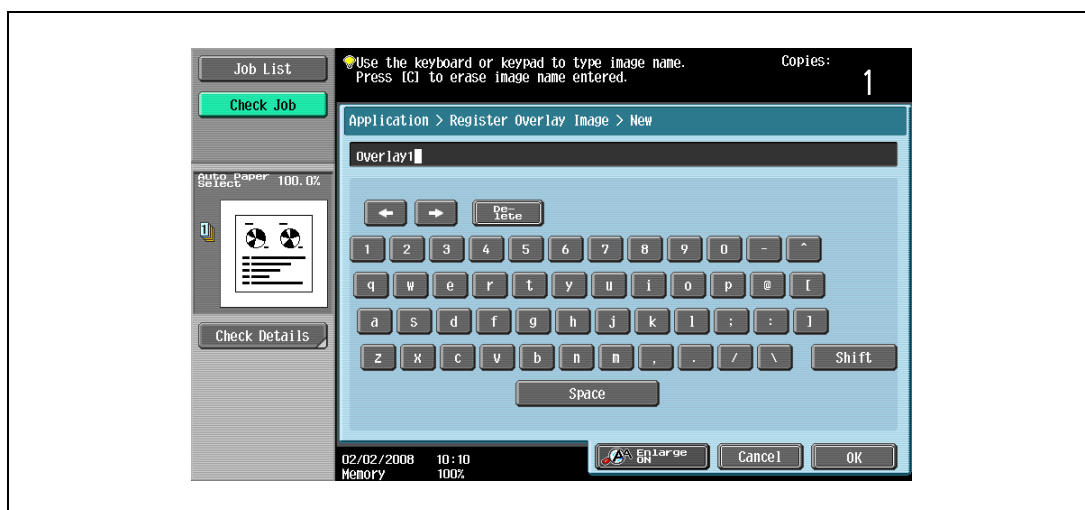 Job List
Check Job
Use the keyboard or keypad to type image name.
Press [C] to erase image name entered.
Copies:
1
Application > Register Overlay Image > New
Overlay1
Auto Paper Select 100.0%
1
De-
lete
1 2 3 4 5 6 7 8 9 0 - ^
q w e r t y u i o p @ [
a s d f g h j k l ; : ]
z x c v b n m , . / \ Shift
Space
Check Details
02/02/2008 10:10
Memory 100%
Enlarge
ON
Cancel
OK